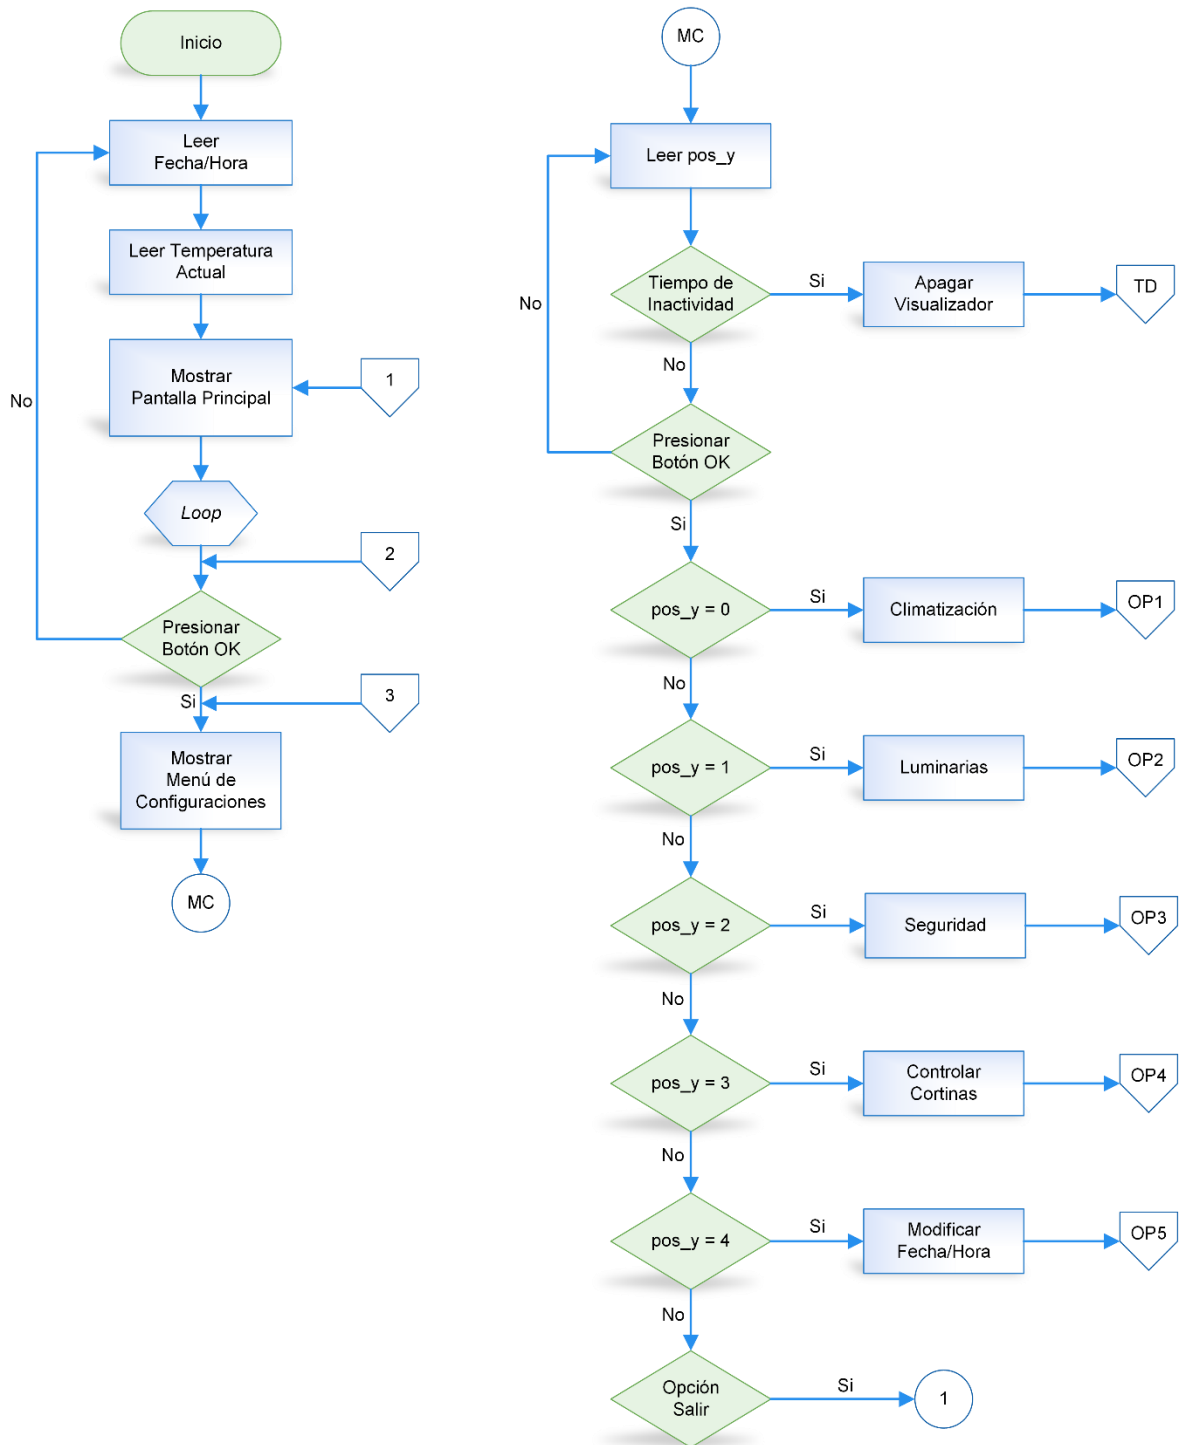 Inicio
Leer
Fecha/Hora
Leer Temperatura
Actual
Mostrar
Pantalla Principal
1
No
Loop
2
Presionar
Botón OK
Si
3
Mostrar
Menú de
Configuraciones
MC
MC
Leer pos_y
No
Tiempo de
Inactividad
Si
Apagar
Visualizador
TD
No
Presionar
Botón OK
Si
pos_y = 0
Si
Climatización
OP1
No
pos_y = 1
Si
Luminarias
OP2
No
pos_y = 2
Si
Seguridad
OP3
No
pos_y = 3
Si
Controlar
Cortinas
OP4
No
pos_y = 4
Si
Modificar
Fecha/Hora
OP5
No
Opción
Salir
Si
1